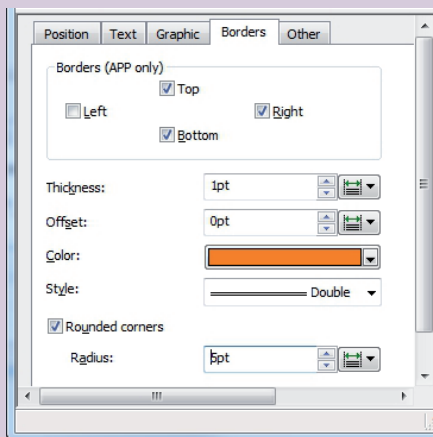 Position Text Graphic Borders Other
Borders (APP only)
Top
Left Right
Bottom
Thickness: 1pt
Offset: 0pt
Color:
Style: Double
Rounded corners
Radius: 5pt